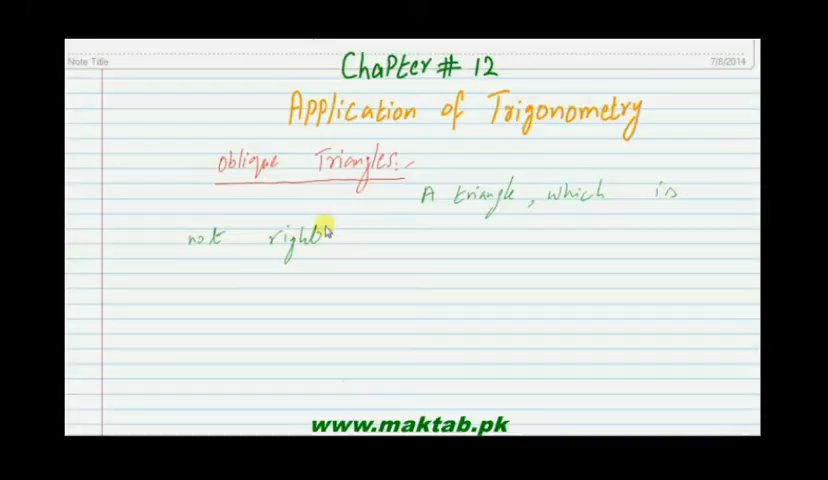 Note Title
7/6/2014
Chapter # 12
Application of Trigonometry
Oblique Triangles:-
A triangle, which is
not right
www.maktab.pk